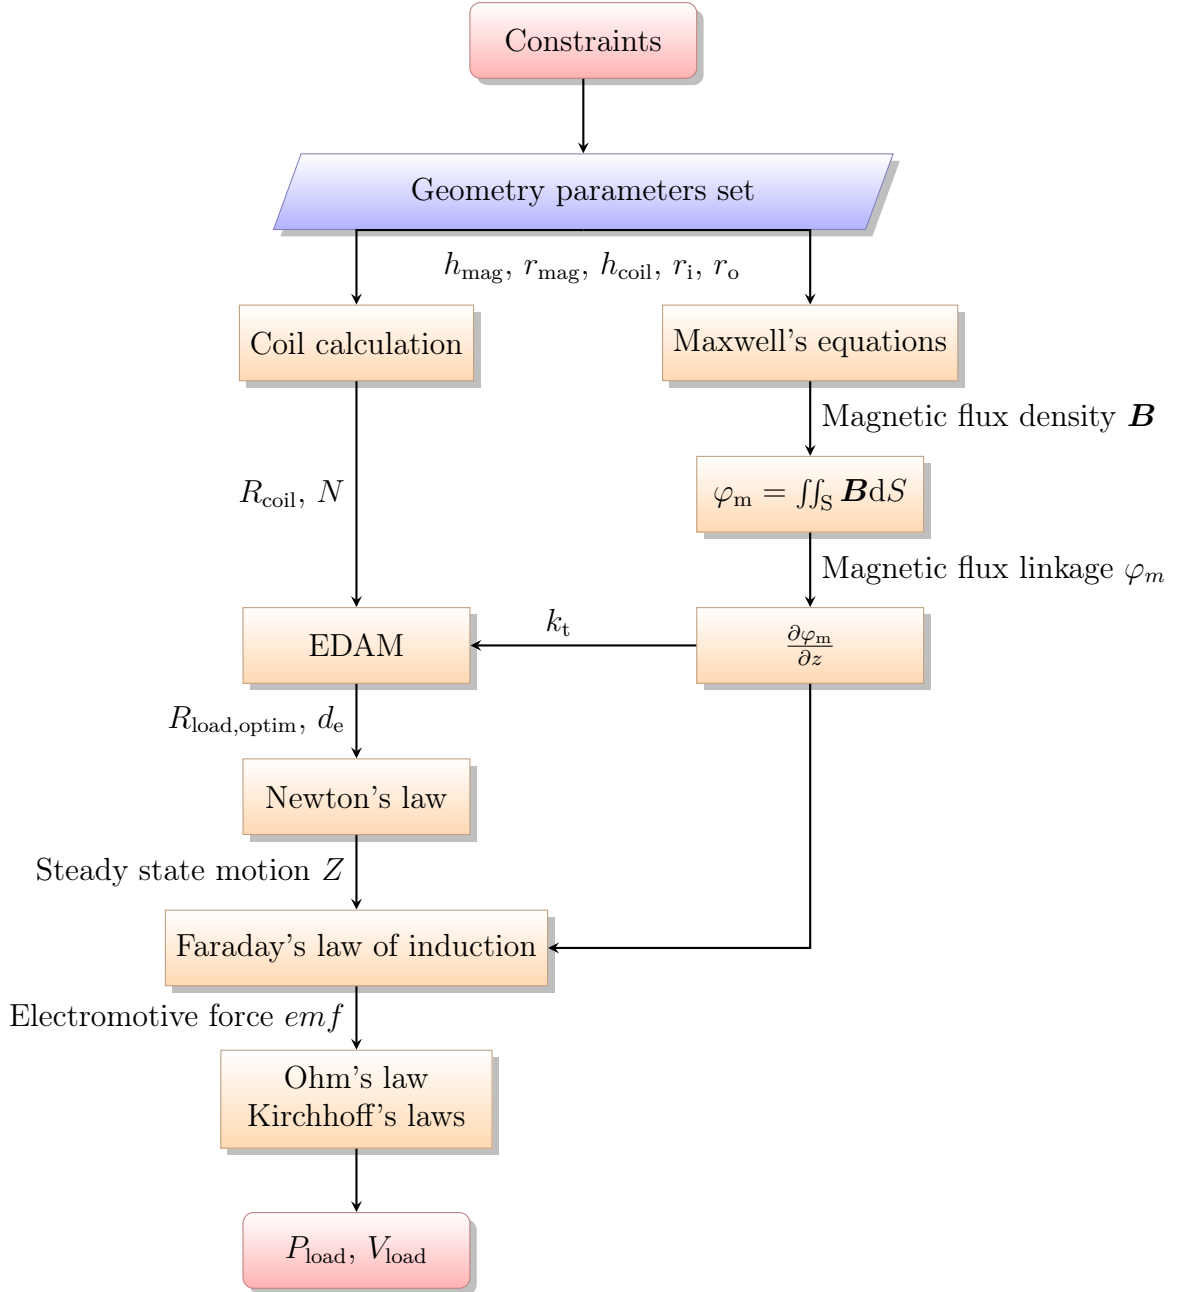 Constraints
Geometry parameters set
h_mag, r_mag, h_coil, r_i, r_o
Coil calculation
Maxwell's equations
Magnetic flux density B
R_coil, N
φ_m = ∬_S BdS
Magnetic flux linkage φ_m
EDAM
k_t
∂φ_m/∂z
R_load,optim, d_e
Newton's law
Steady state motion Z
Faraday's law of induction
Electromotive force emf
Ohm's law
Kirchhoff's laws
P_load, V_load